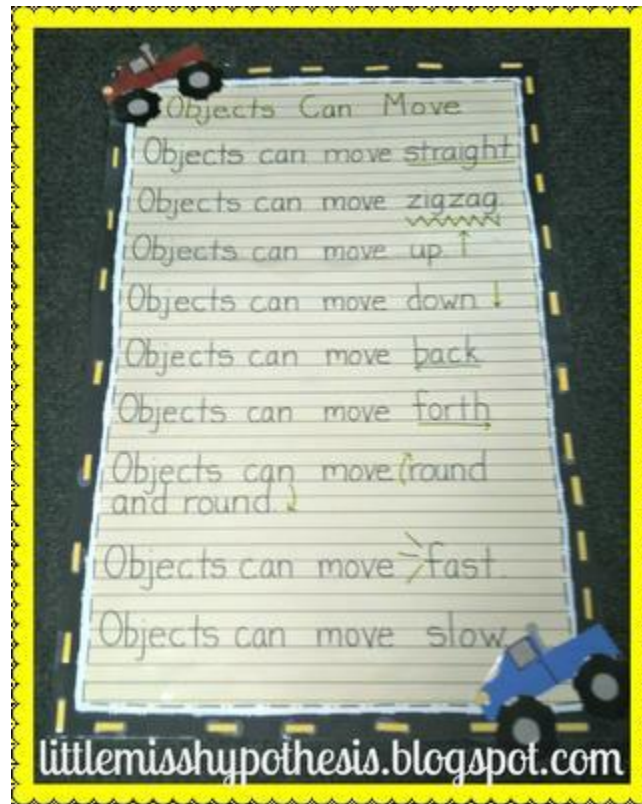 Objects Can Move
Objects can move straight.
Objects can move zigzag.
Objects can move up
Objects can move down
Objects can move back
Objects can move forth
Objects can move round
and round.
Objects can move fast.
Objects can move slow.
littlemisshypothesis.blogspot.com